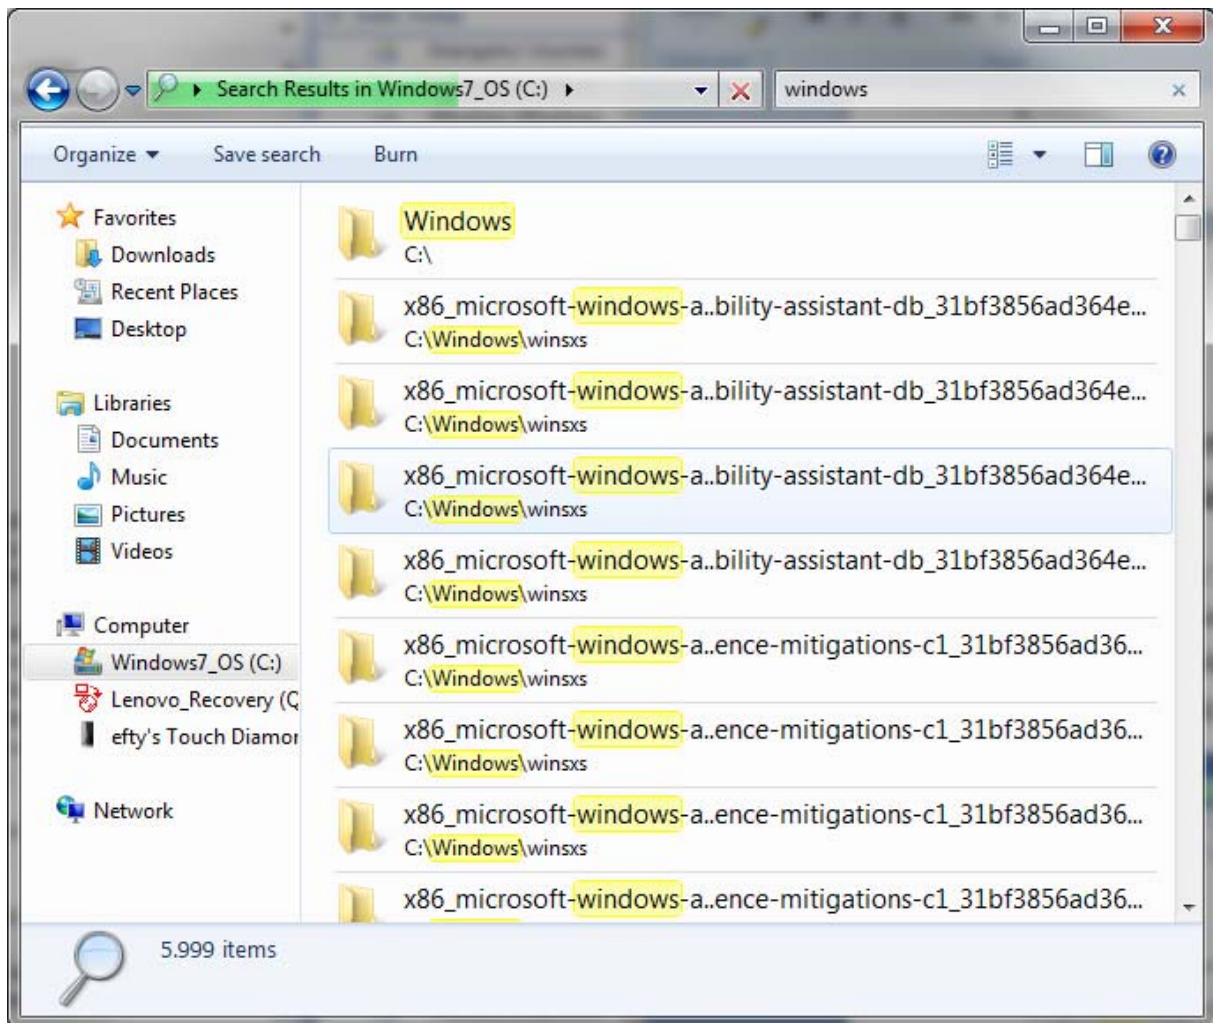 Search Results in Windows7_OS (C:)
windows
Organize
Save search
Burn
Favorites
Downloads
Recent Places
Desktop
Libraries
Documents
Music
Pictures
Videos
Computer
Windows7_OS (C:)
Lenovo_Recovery (Q
efty's Touch Diamor
Network
Windows
C:\
x86_microsoft-windows-a..bility-assistant-db_31bf3856ad364e...
C:\Windows\winsxs
x86_microsoft-windows-a..bility-assistant-db_31bf3856ad364e...
C:\Windows\winsxs
x86_microsoft-windows-a..bility-assistant-db_31bf3856ad364e...
C:\Windows\winsxs
x86_microsoft-windows-a..bility-assistant-db_31bf3856ad364e...
C:\Windows\winsxs
x86_microsoft-windows-a..ence-mitigations-c1_31bf3856ad36...
C:\Windows\winsxs
x86_microsoft-windows-a..ence-mitigations-c1_31bf3856ad36...
C:\Windows\winsxs
x86_microsoft-windows-a..ence-mitigations-c1_31bf3856ad36...
C:\Windows\winsxs
x86_microsoft-windows-a..ence-mitigations-c1_31bf3856ad36...
5.999 items